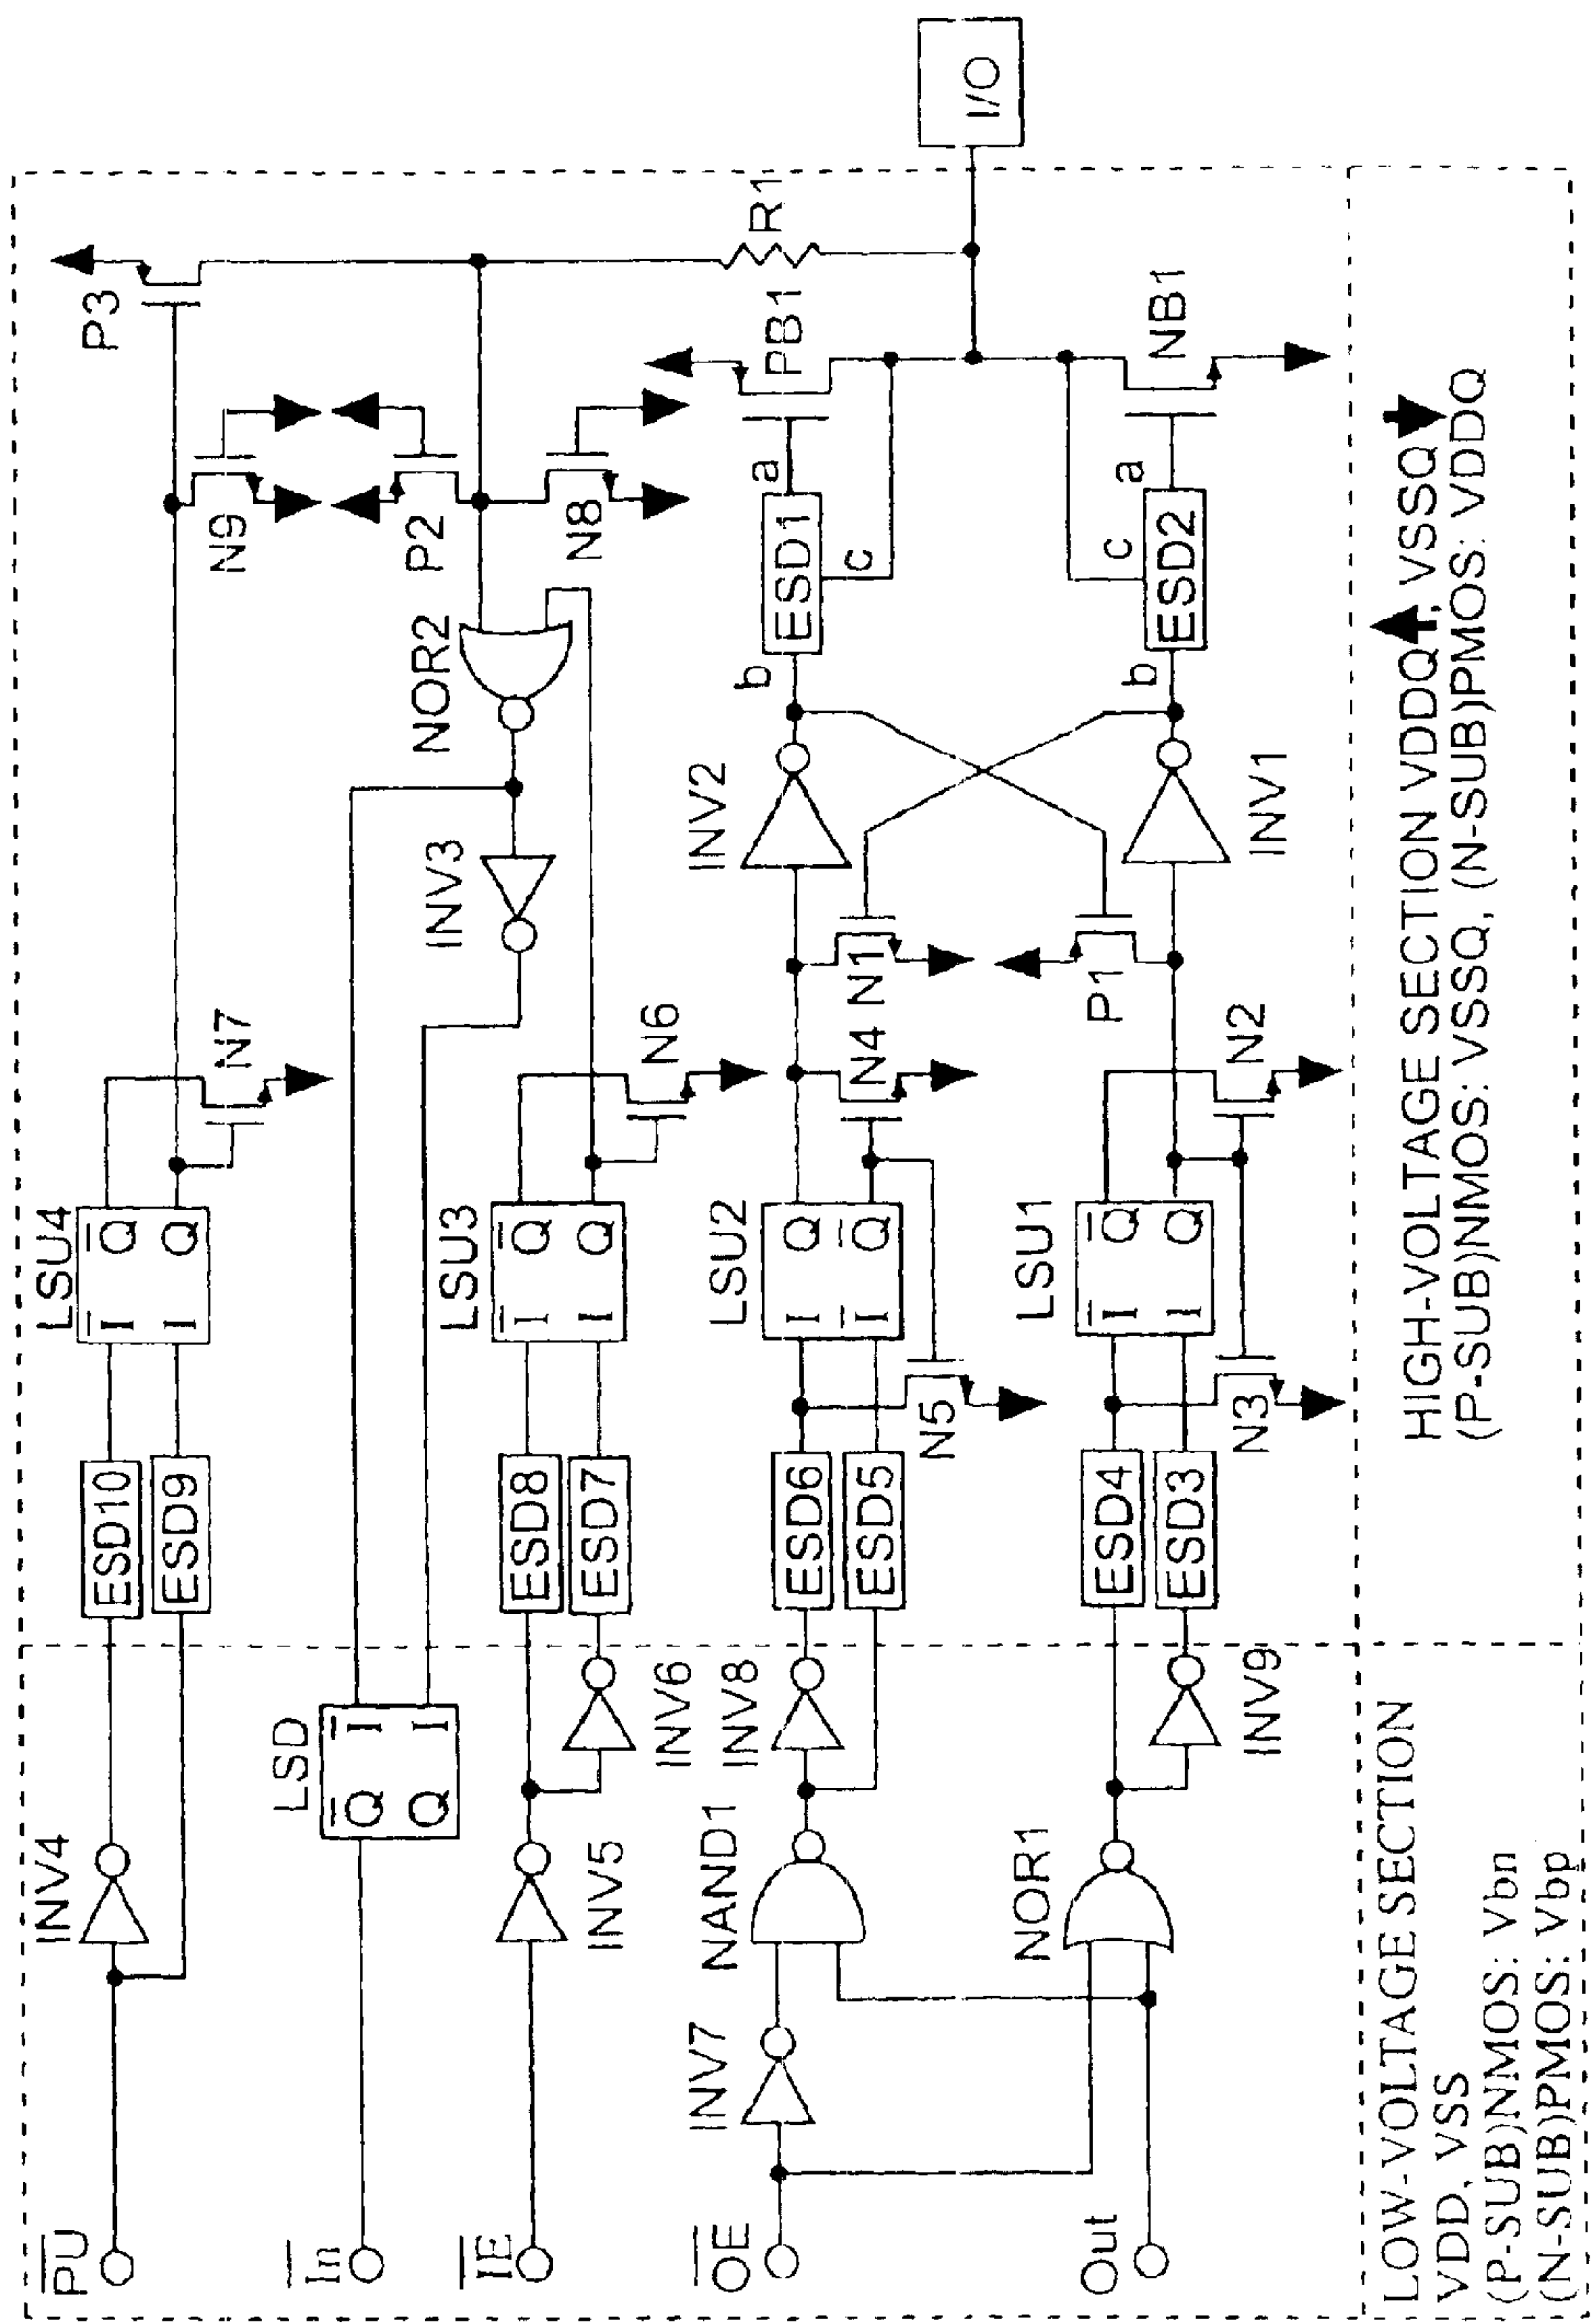 PU
INV4
ESD10
ESD9
LSU4
I Q
I Q
N7
N9
P3
In
LSD
Q I
Q I
INV3
NOR2
P2
N8
R1
IE
INV5
INV6
ESD8
ESD7
LSU3
I Q
I Q
N6
OE
INV7
NAND1
INV8
ESD6
ESD5
N5
LSU2
I Q
I Q
N4
N1
INV2
b
ESD1
a
c
PB1
I/O
Out
NOR1
INV9
ESD4
ESD3
N3
LSU1
I Q
I Q
N2
P1
INV1
b
ESD2
a
c
NB1
LOW-VOLTAGE SECTION
VDD, VSS
(P-SUB)NMOS: Vbn
(N-SUB)PMOS: Vbp
HIGH-VOLTAGE SECTION VDDQ, VSSQ
(P-SUB)NMOS: VSSQ, (N-SUB)PMOS: VDDQ